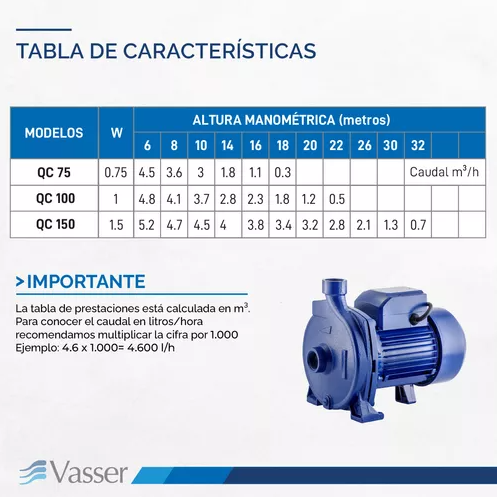 TABLA DE CARACTERÍSTICAS
MODELOS W ALTURA MANOMÉTRICA (metros)
6 8 10 14 16 18 20 22 26 30 32
QC 75 0.75 4.5 3.6 3 1.8 1.1 0.3 Caudal m³/h
QC 100 1 4.8 4.1 3.7 2.8 2.3 1.8 1.2 0.5
QC 150 1.5 5.2 4.7 4.5 4 3.8 3.4 3.2 2.8 2.1 1.3 0.7
>IMPORTANTE
La tabla de prestaciones está calculada en m³.
Para conocer el caudal en litros/hora
recomendamos multiplicar la cifra por 1.000
Ejemplo: 4.6 x 1.000= 4.600 l/h
Vasser